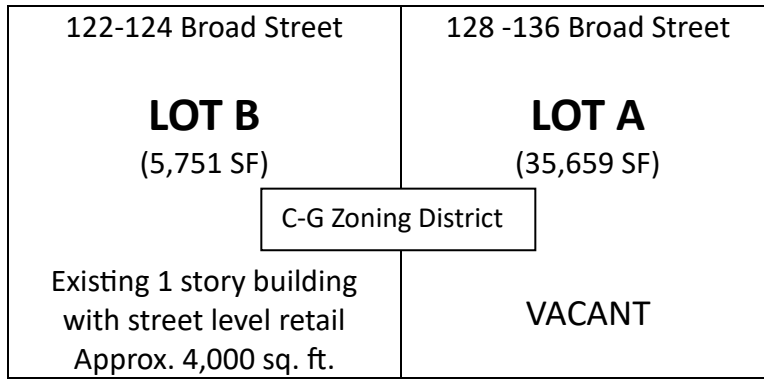 122-124 Broad Street
LOT B
(5,751 SF)
128 -136 Broad Street
LOT A
(35,659 SF)
C-G Zoning District
Existing 1 story building
with street level retail
Approx. 4,000 sq. ft.
VACANT